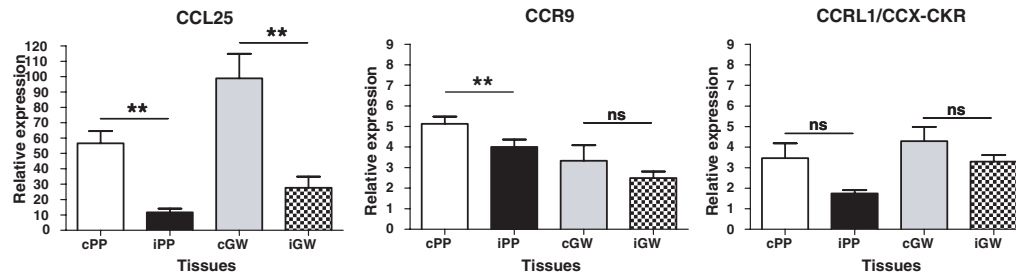 CCL25
Relative expression
120
110
100
90
80
70
60
50
40
30
20
10
0
**
**
cPP iPP cGW iGW
Tissues
CCR9
Relative expression
9
8
7
6
5
4
3
2
1
0
**
ns
cPP iPP cGW iGW
Tissues
CCRL1/CCX-CKR
Relative expression
9
8
7
6
5
4
3
2
1
0
ns
ns
cPP iPP cGW iGW
Tissues